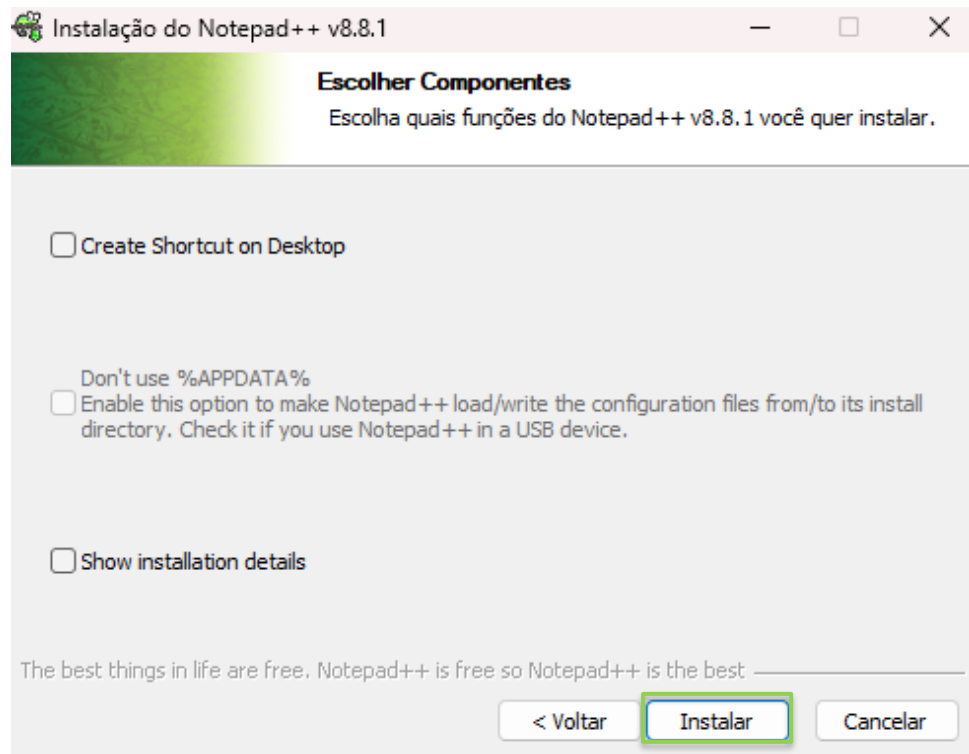 Instalação do Notepad++ v8.8.1
Escolher Componentes
Escolha quais funções do Notepad++ v8.8.1 você quer instalar.
Create Shortcut on Desktop
Don't use %APPDATA%
Enable this option to make Notepad++ load/write the configuration files from/to its install
directory. Check it if you use Notepad++ in a USB device.
Show installation details
The best things in life are free. Notepad++ is free so Notepad++ is the best
< Voltar
Instalar
Cancelar